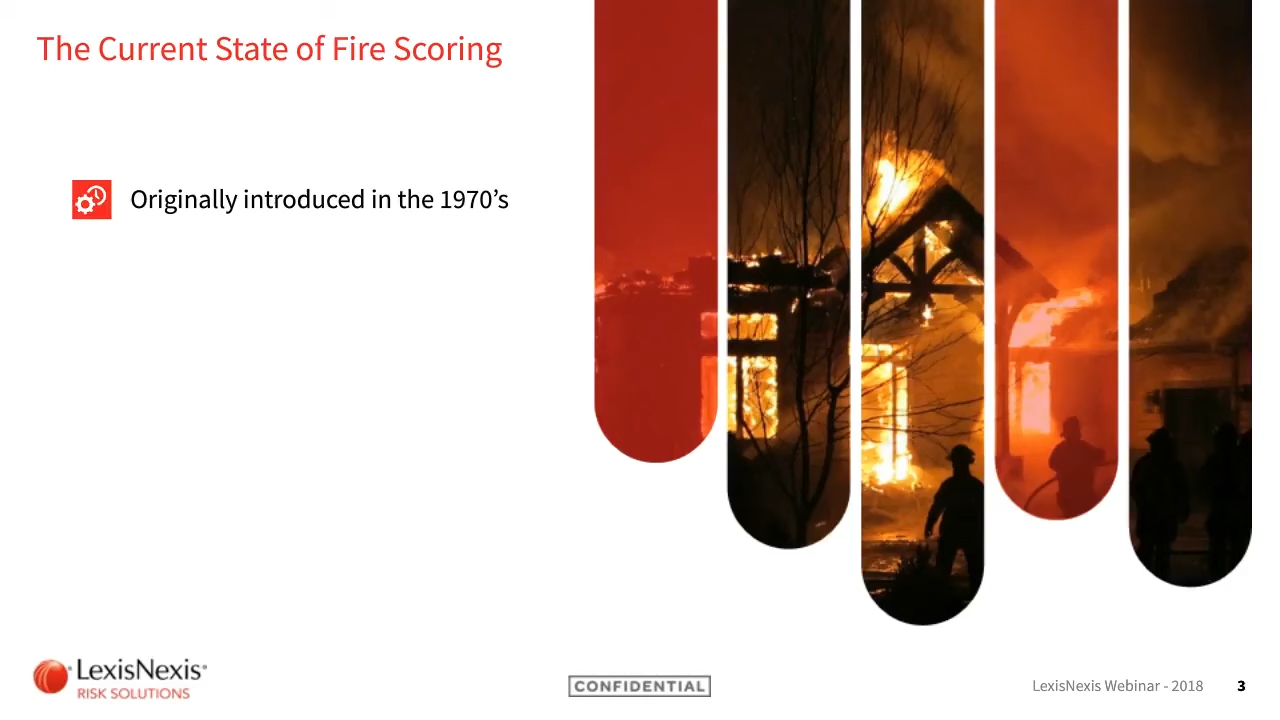 The Current State of Fire Scoring
Originally introduced in the 1970’s
LexisNexis®
RISK SOLUTIONS
CONFIDENTIAL
LexisNexis Webinar - 2018 3